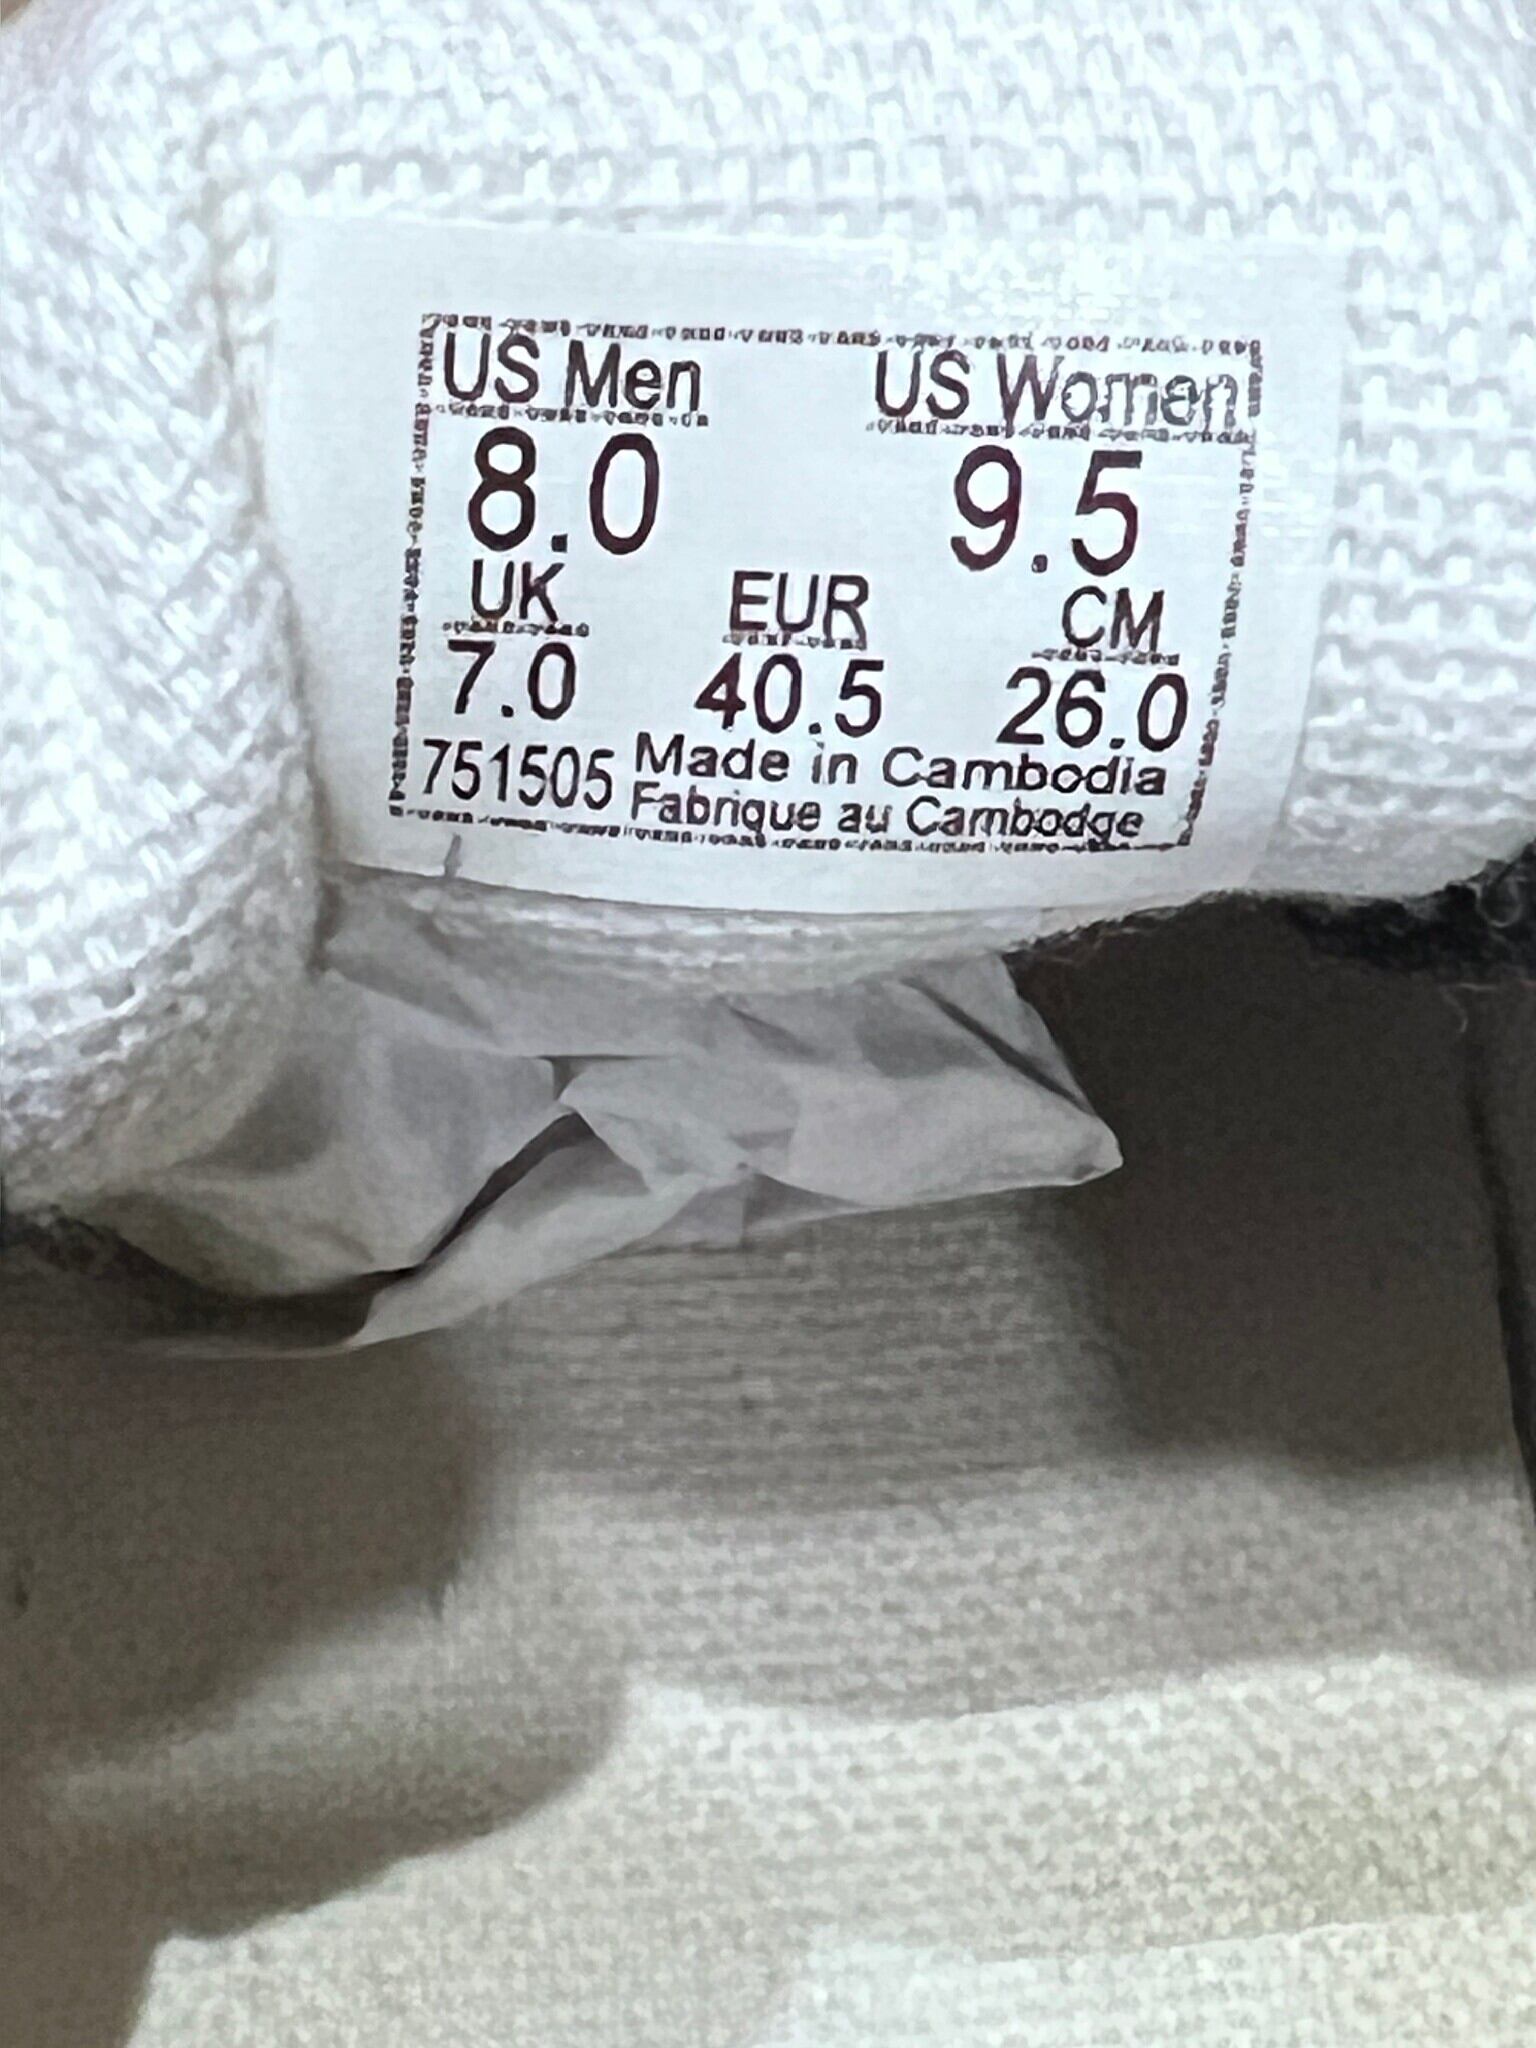 US Men US Women
8.0 9.5
UK EUR CM
7.0 40.5 26.0
751505 Made in Cambodia
Fabrique au Cambodge